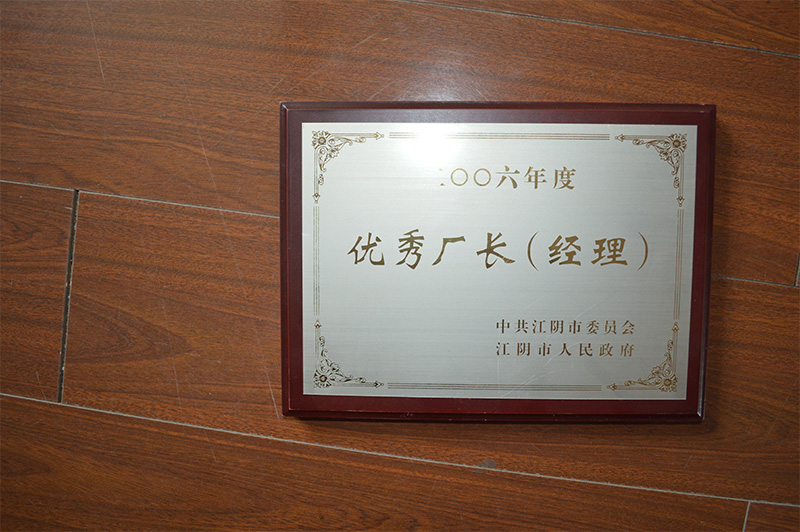 二〇〇六年度
优秀厂长（经理）
中共江阴市委员会
江阴市人民政府